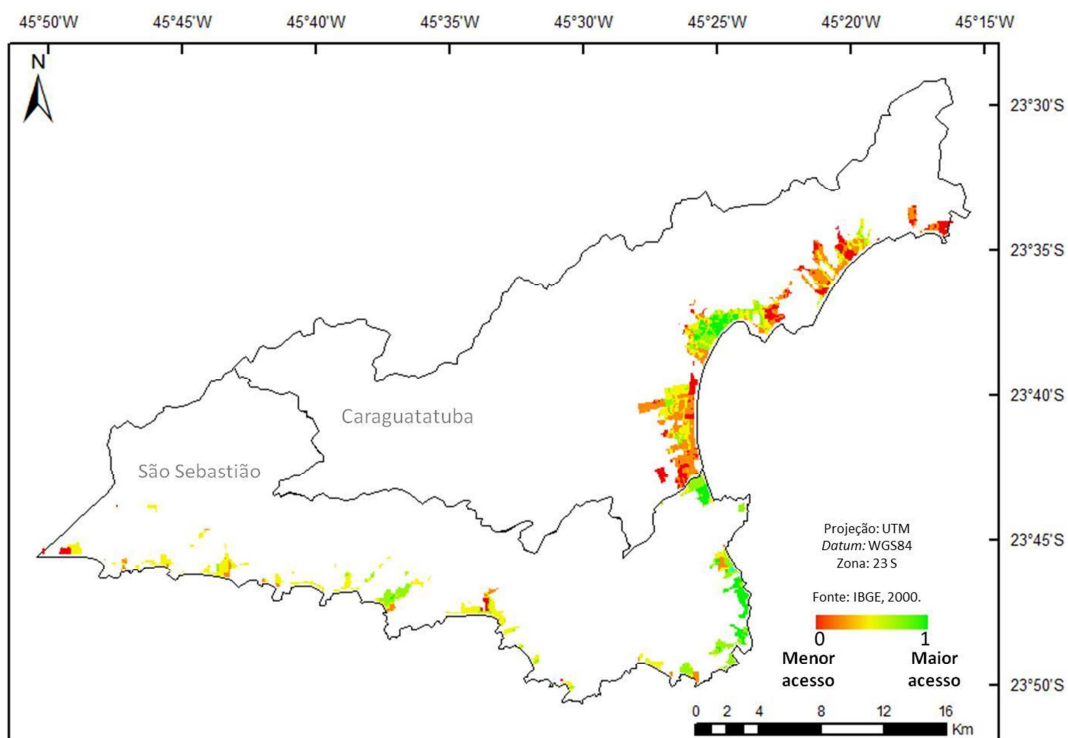 45°50'W 45°45'W 45°40'W 45°35'W 45°30'W 45°25'W 45°20'W 45°15'W
N
23°30'S
23°35'S
23°40'S
Caraguatatuba
São Sebastião
23°45'S
Projeção: UTM
Datum: WGS84
Zona: 23 S
Fonte: IBGE, 2000.
0 1
Menor acesso
Maior acesso
23°50'S
0 2 4 8 12 16
Km